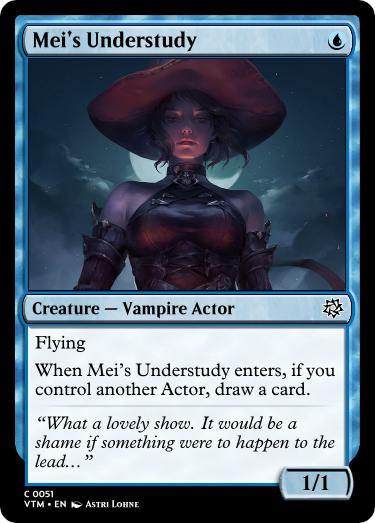 Mei's Understudy
Creature — Vampire Actor
Flying
When Mei's Understudy enters, if you
control another Actor, draw a card.
“What a lovely show. It would be a
shame if something were to happen to the
lead…”
1/1
C 0051
VTM • EN Astri Lohne